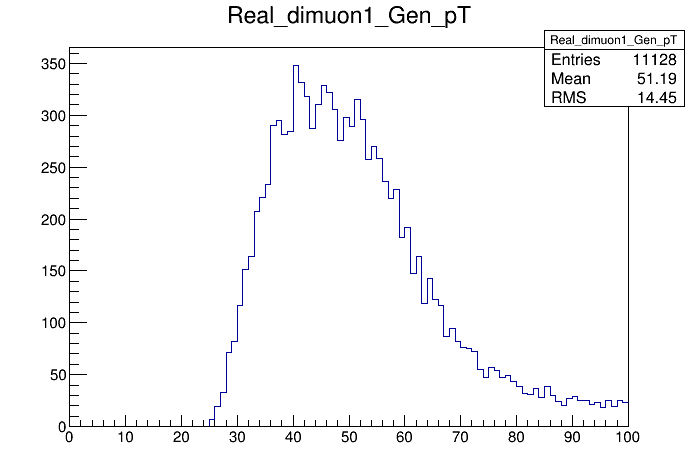 Real_dimuon1_Gen_pT
Real_dimuon1_Gen_pT
Entries 11128
Mean 51.19
RMS 14.45
350
300
250
200
150
100
50
0
0 10 20 30 40 50 60 70 80 90 100